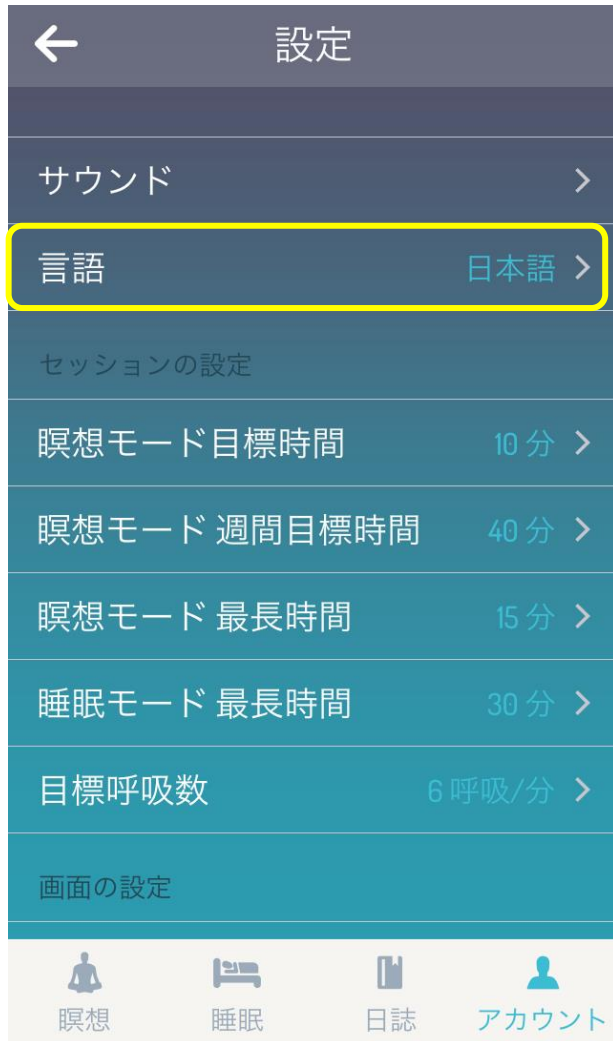 設定
サウンド
言語 日本語
セッションの設定
瞑想モード目標時間 10 分
瞑想モード 週間目標時間 40 分
瞑想モード 最長時間 15 分
睡眠モード 最長時間 30 分
目標呼吸数 6 呼吸/分
画面の設定
瞑想 睡眠 日誌 アカウント